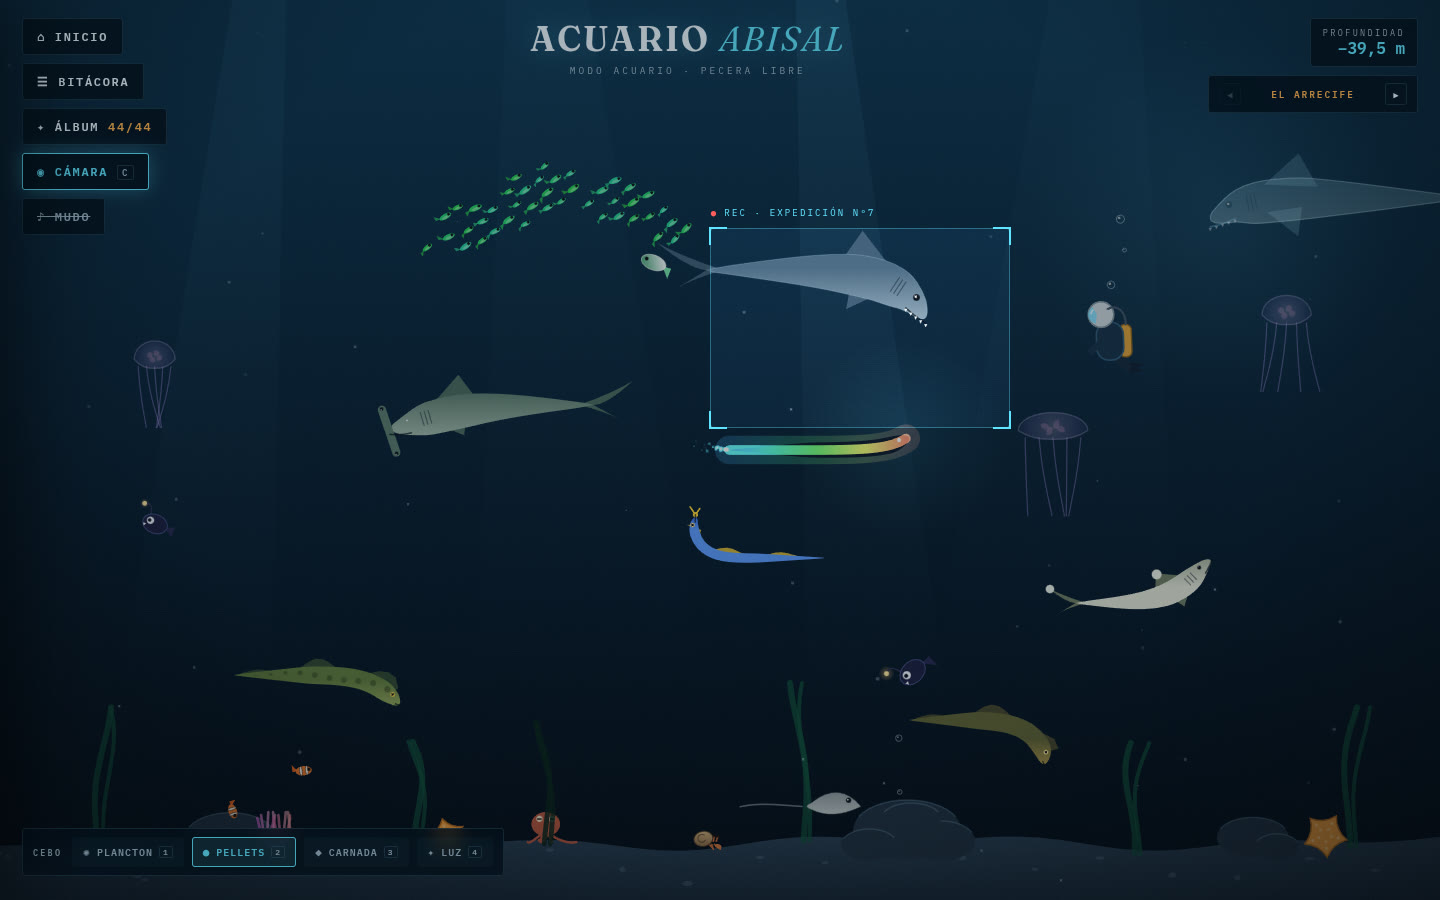 ⌂ INICIO
☰ BITÁCORA
✦ ÁLBUM 44/44
◉ CÁMARA C
♪ MUDO
ACUARIO ABISAL
MODO ACUARIO · PECERA LIBRE
PROFUNDIDAD
−39,5 m
◀ EL ARRECIFE ▶
● REC · EXPEDICIÓN Nº7
CEBO ✺ PLANCTON 1 ● PELLETS 2 ◆ CARNADA 3 ✦ LUZ 4